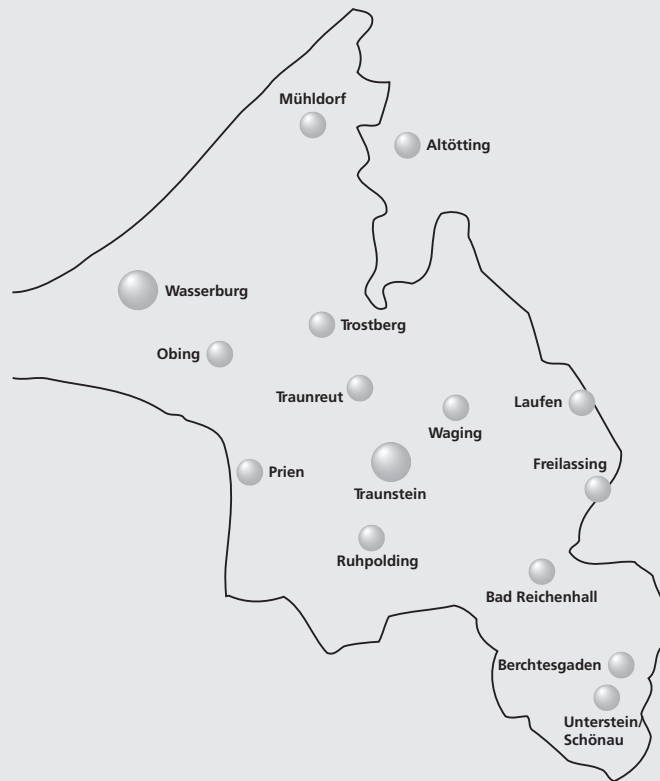 Mühldorf
Altötting
Wasserburg
Trostberg
Obing
Traunreut
Laufen
Waging
Freilassing
Prien
Traunstein
Ruhpolding
Bad Reichenhall
Berchtesgaden
Unterstein/
Schönau